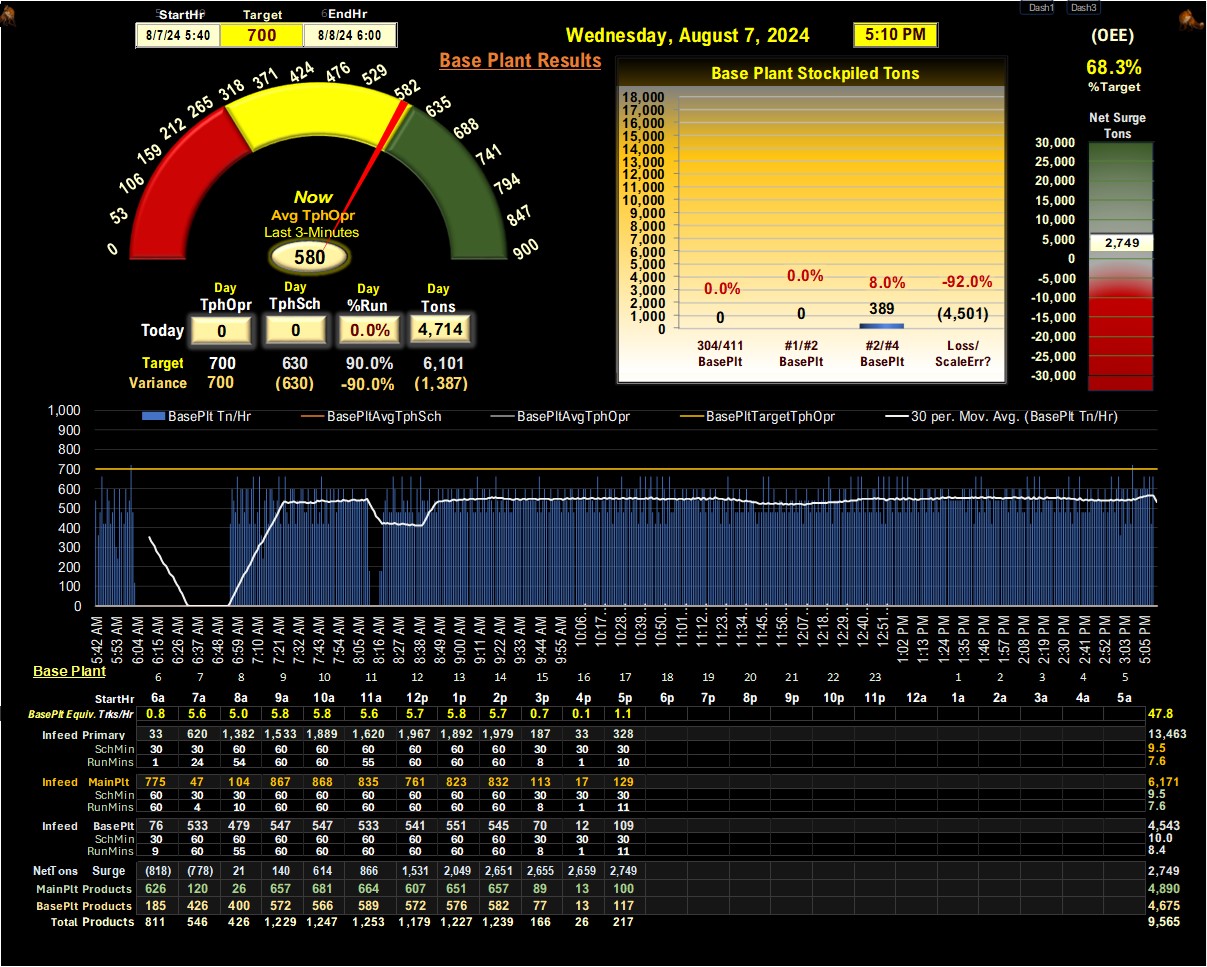 Dash1 Dash3
StartHr Target EndHr
8/7/24 5:40 700 8/8/24 6:00
Wednesday, August 7, 2024 5:10 PM
(OEE)
68.3%
%Target
Base Plant Results
0 53 106 159 212 265 318 371 424 476 529 582 635 688 741 794 847 900
Now
Avg TphOpr
Last 3-Minutes
580
Day Day Day Day
TphOpr TphSch %Run Tons
Today 0 0 0.0% 4,714
Target 700 630 90.0% 6,101
Variance 700 (630) -90.0% (1,387)
Base Plant Stockpiled Tons
18,000
17,000
16,000
15,000
14,000
13,000
12,000
11,000
10,000
9,000
8,000
7,000
6,000
5,000
4,000
3,000
2,000
1,000
0
0.0% 0.0% 8.0% -92.0%
0 0 389 (4,501)
304/411 #1/#2 #2/#4 Loss/
BasePlt BasePlt BasePlt ScaleErr?
Net Surge
Tons
30,000
25,000
20,000
15,000
10,000
5,000
0
-5,000
-10,000
-15,000
-20,000
-25,000
-30,000
2,749
BasePlt Tn/Hr BasePltAvgTphSch BasePltAvgTphOpr BasePltTargetTphOpr 30 per. Mov. Avg. (BasePlt Tn/Hr)
1,000
900
800
700
600
500
400
300
200
100
0
5:42 AM 5:53 AM 6:04 AM 6:15 AM 6:26 AM 6:37 AM 6:48 AM 6:59 AM 7:10 AM 7:21 AM 7:32 AM 7:43 AM 7:54 AM 8:05 AM 8:16 AM 8:27 AM 8:38 AM 8:49 AM 9:00 AM 9:11 AM 9:22 AM 9:33 AM 9:44 AM 9:55 AM 10:06... 10:17... 10:28... 10:39... 10:50... 11:01... 11:12... 11:23... 11:34... 11:45... 11:56... 12:07... 12:18... 12:29... 12:40... 12:51... 1:02 PM 1:13 PM 1:24 PM 1:35 PM 1:46 PM 1:57 PM 2:08 PM 2:19 PM 2:30 PM 2:41 PM 2:52 PM 3:03 PM 5:05 PM
Base Plant
6 7 8 9 10 11 12 13 14 15 16 17 18 19 20 21 22 23 1 2 3 4 5
StartHr 6a 7a 8a 9a 10a 11a 12p 1p 2p 3p 4p 5p 6p 7p 8p 9p 10p 11p 12a 1a 2a 3a 4a 5a
BasePlt Equiv. Trks/Hr 0.8 5.6 5.0 5.8 5.8 5.6 5.7 5.8 5.7 0.7 0.1 1.1 47.8
Infeed Primary 33 620 1,382 1,533 1,889 1,620 1,967 1,892 1,979 187 33 328 13,463
SchMin 30 30 60 60 60 60 60 60 60 30 30 30 9.5
RunMins 1 24 54 60 60 55 60 60 60 8 1 10 7.6
Infeed MainPlt 775 47 104 867 868 835 761 823 832 113 17 129 6,171
SchMin 60 30 30 60 60 60 60 60 60 30 30 30 9.5
RunMins 60 4 10 60 60 60 60 60 60 8 1 11 7.6
Infeed BasePlt 76 533 479 547 547 533 541 551 545 70 12 109 4,543
SchMin 30 60 60 60 60 60 60 60 60 30 30 30 10.0
RunMins 9 60 55 60 60 60 60 60 60 8 1 11 8.4
NetTons Surge (818) (778) 21 140 614 866 1,531 2,049 2,651 2,655 2,659 2,749 2,749
MainPlt Products 626 120 26 657 681 664 607 651 657 89 13 100 4,890
BasePlt Products 185 426 400 572 566 589 572 576 582 77 13 117 4,675
Total Products 811 546 426 1,229 1,247 1,253 1,179 1,227 1,239 166 26 217 9,565